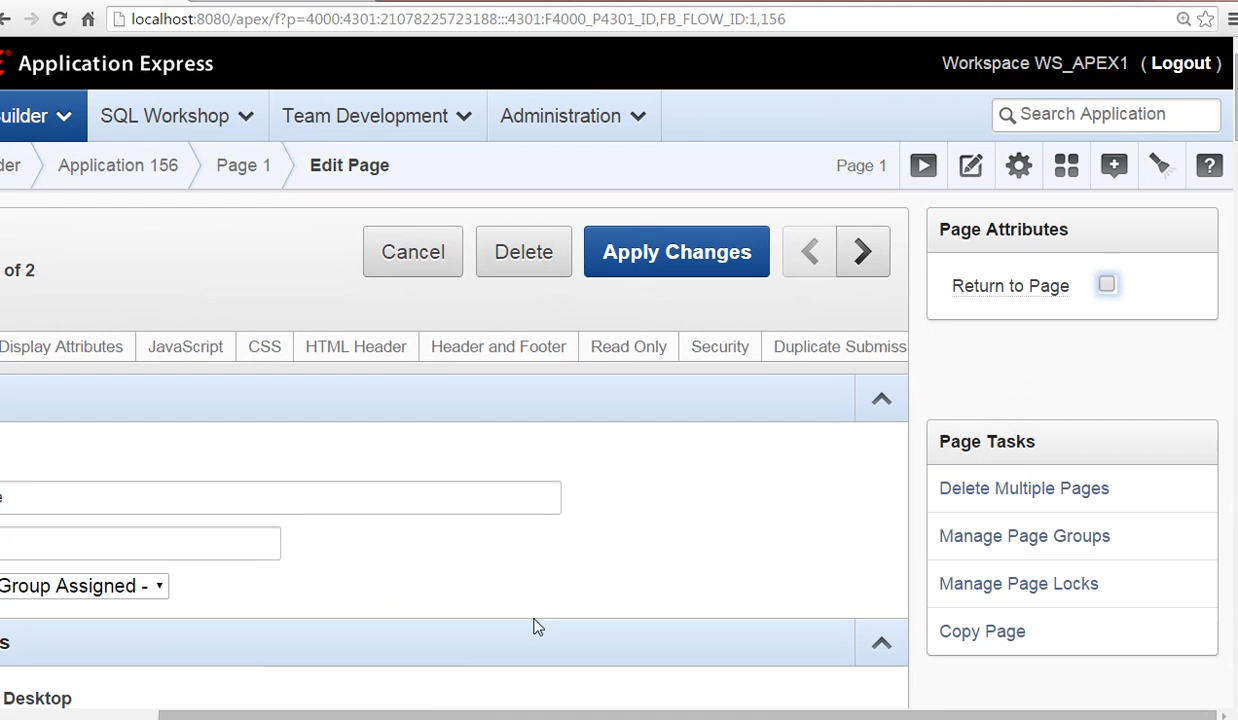 localhost:8080/apex/f?p=4000:4301:21078225723188:::4301:F4000_P4301_ID,FB_FLOW_ID:1,156
Application Express
Workspace WS_APEX1 ( Logout )
uilder SQL Workshop Team Development Administration Search Application
der Application 156 Page 1 Edit Page Page 1 ?
of 2 Cancel Delete Apply Changes
Page Attributes
Return to Page
Display Attributes JavaScript CSS HTML Header Header and Footer Read Only Security Duplicate Submiss
e
Group Assigned -
s
Desktop
Page Tasks
Delete Multiple Pages
Manage Page Groups
Manage Page Locks
Copy Page